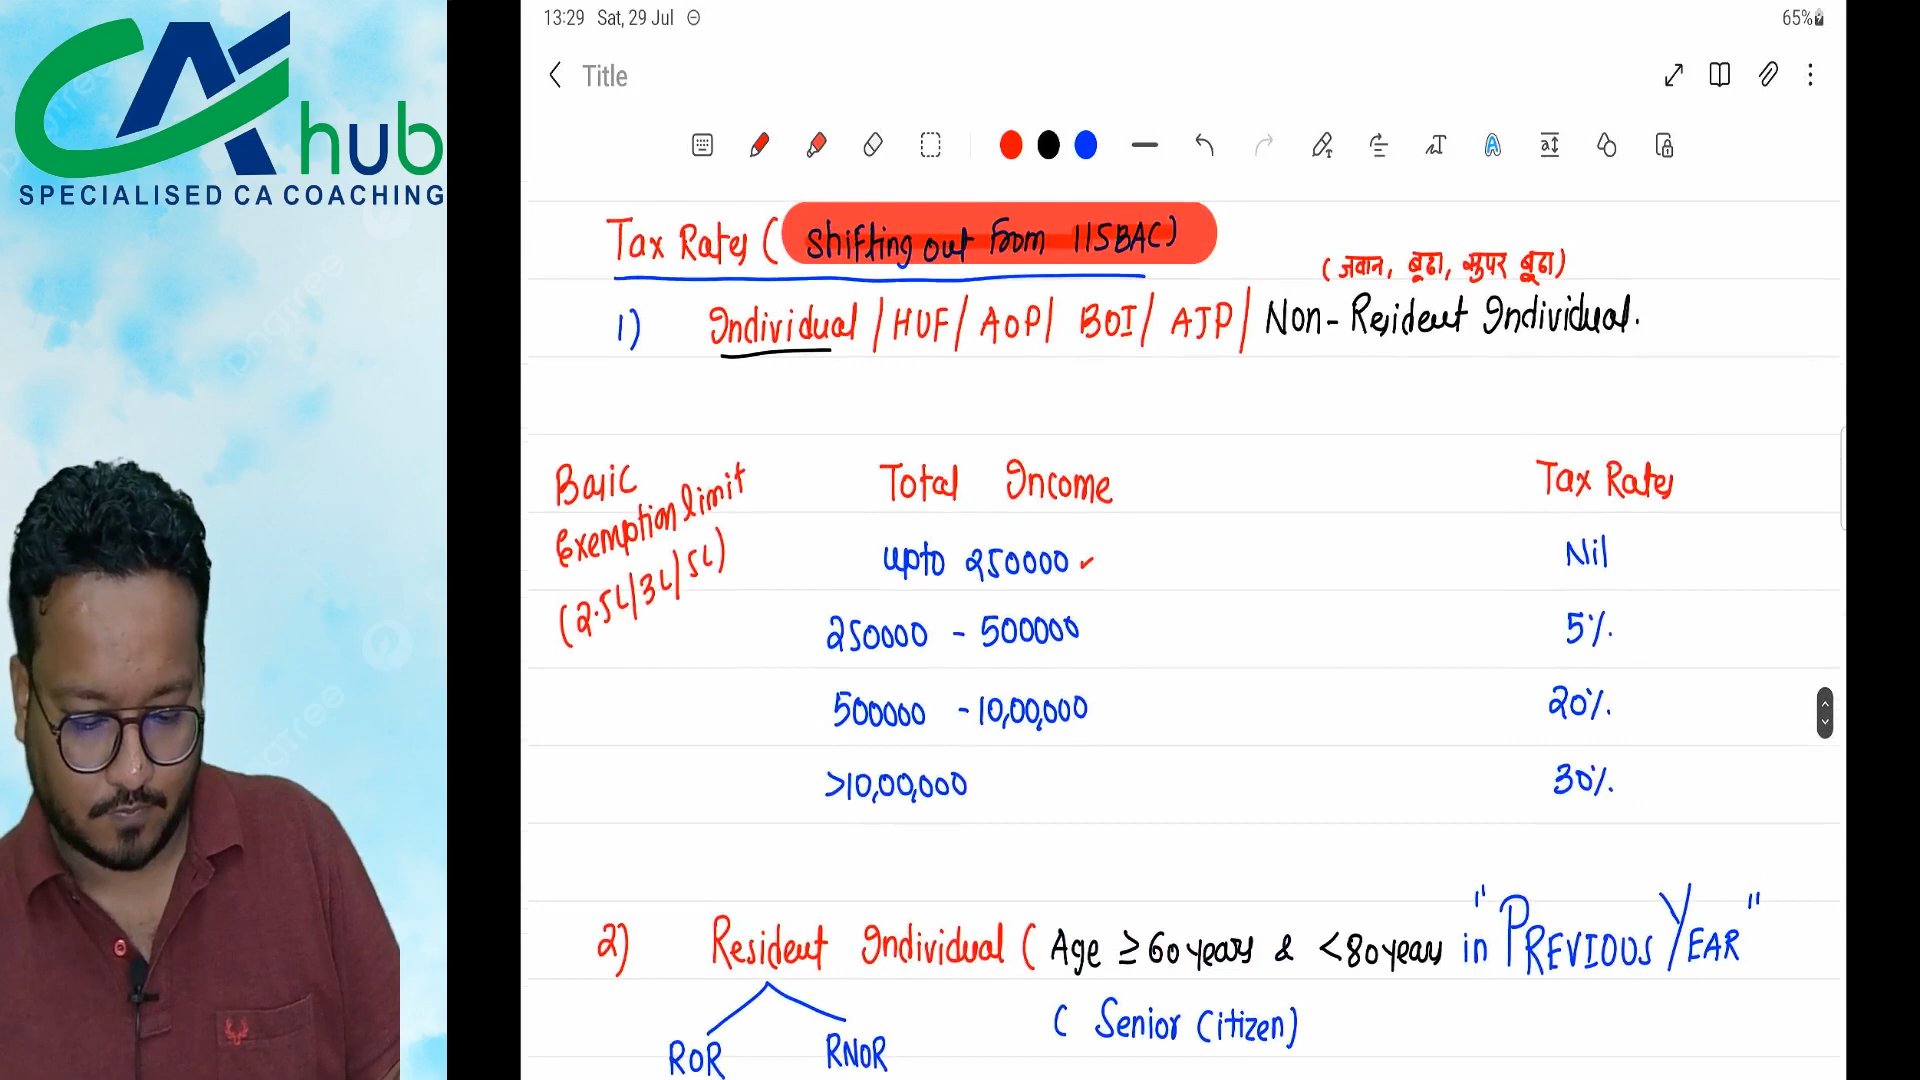 CA hub
SPECIALISED CA COACHING
13:29 Sat, 29 Jul
65%
Title
Tax Rates ( Shifting out from 115BAC)
(जवान, बूढा, सुपर बूढा)
1) Individual / HUF / AOP / BOI / AJP / Non-Resident Individual.
Basic Exemption limit (2.5L/3L/5L)
Total Income Tax Rates
upto 250000 ✓ Nil
250000 - 500000 5%
500000 - 10,00,000 20%
>10,00,000 30%
2) Resident Individual ( Age ≥ 60 years & <80 years in "PREVIOUS YEAR"
( Senior Citizen)
ROR RNOR